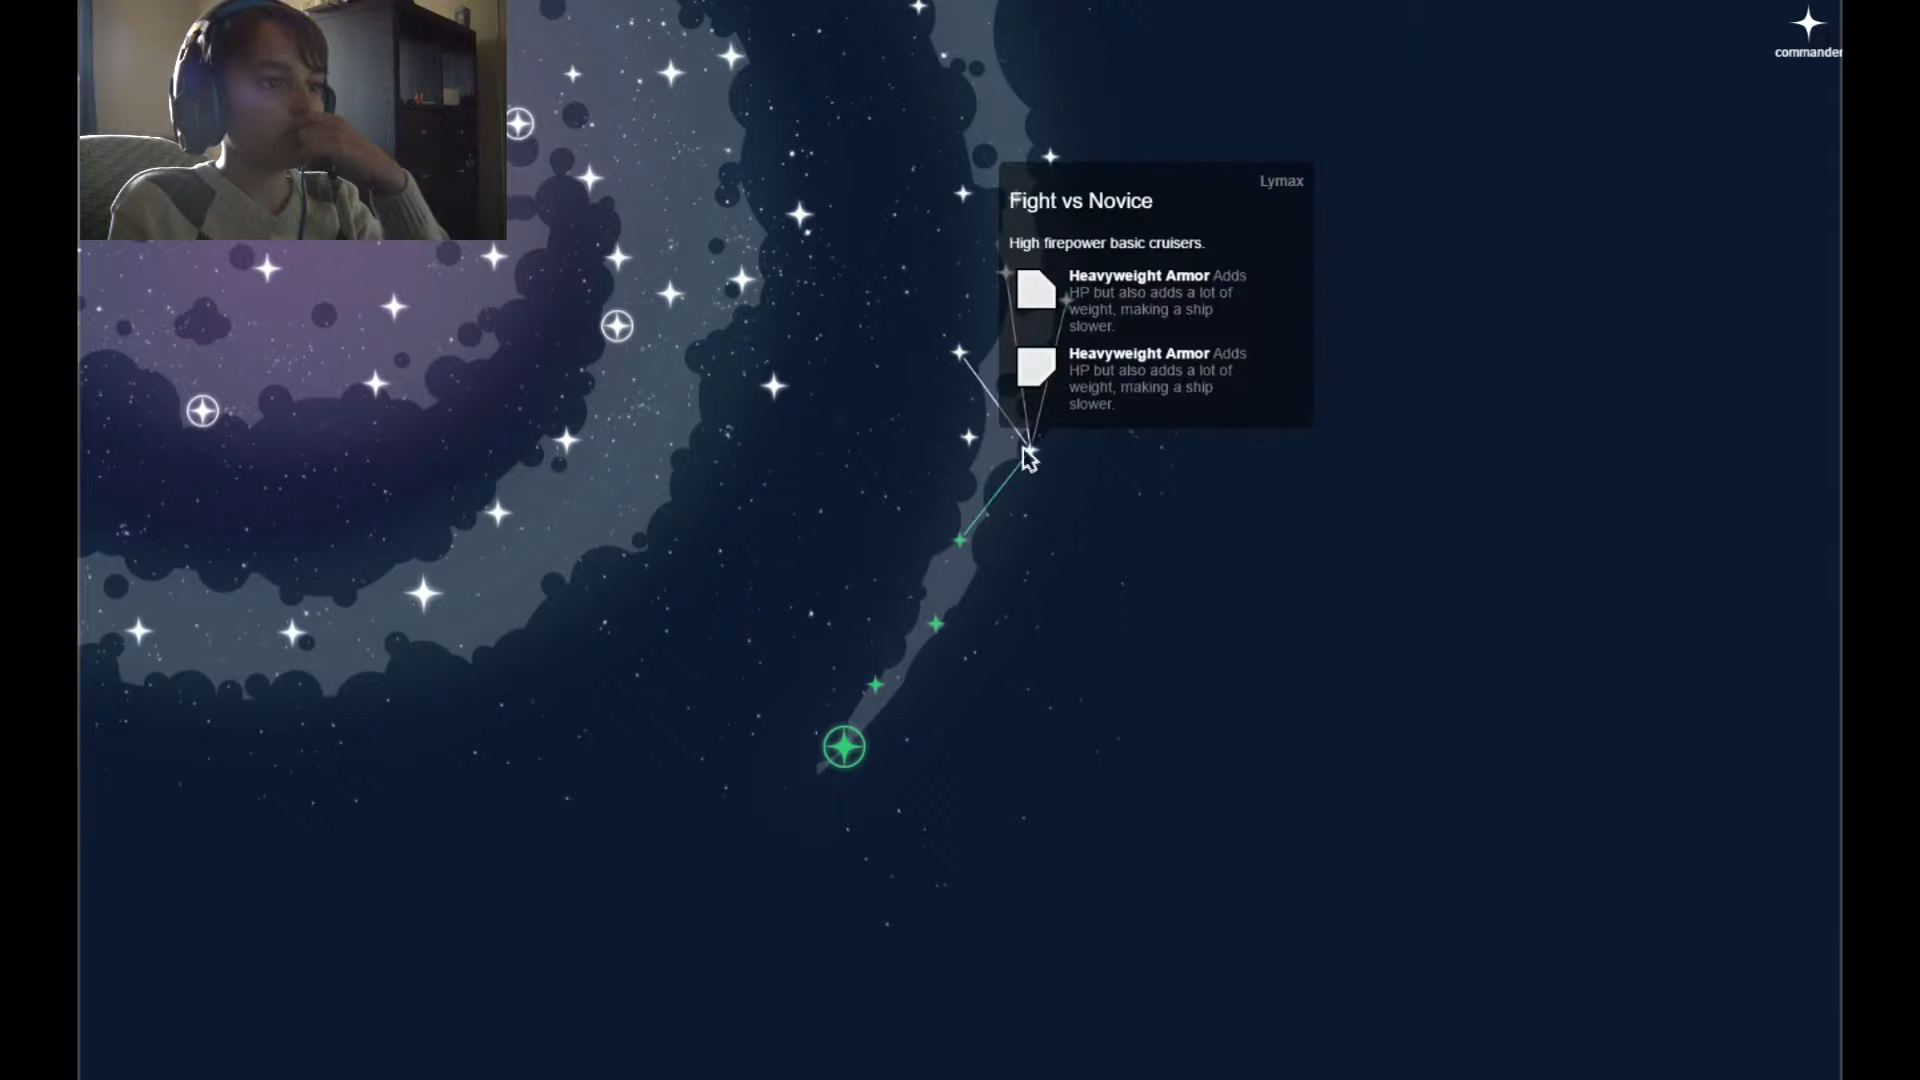 commander
Lymax
Fight vs Novice
High firepower basic cruisers.
Heavyweight Armor Adds
HP but also adds a lot of
weight, making a ship
slower.
Heavyweight Armor Adds
HP but also adds a lot of
weight, making a ship
slower.